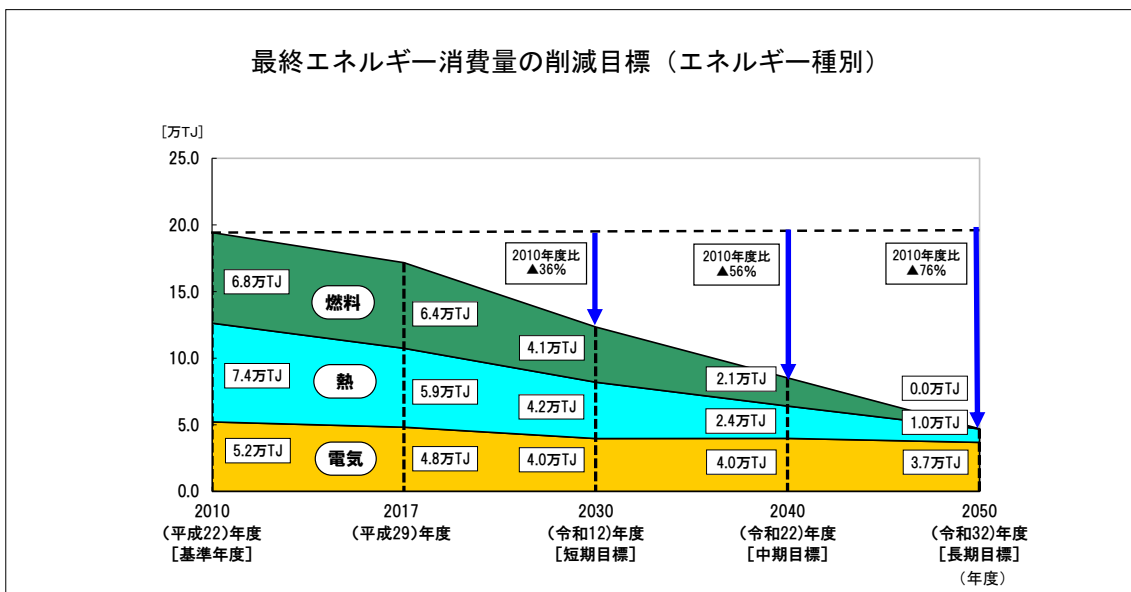 最終エネルギー消費量の削減目標（エネルギー種別）
[万TJ]
25.0
20.0
15.0
10.0
5.0
0.0
2010年度比
▲36%
2010年度比
▲56%
2010年度比
▲76%
6.8万TJ
燃料
6.4万TJ
4.1万TJ
2.1万TJ
0.0万TJ
7.4万TJ
熱
5.9万TJ
4.2万TJ
2.4万TJ
1.0万TJ
5.2万TJ
電気
4.8万TJ
4.0万TJ
4.0万TJ
3.7万TJ
2010
(平成22)年度
[基準年度]
2017
(平成29)年度
2030
(令和12)年度
[短期目標]
2040
(令和22)年度
[中期目標]
2050
(令和32)年度
[長期目標]
（年度）